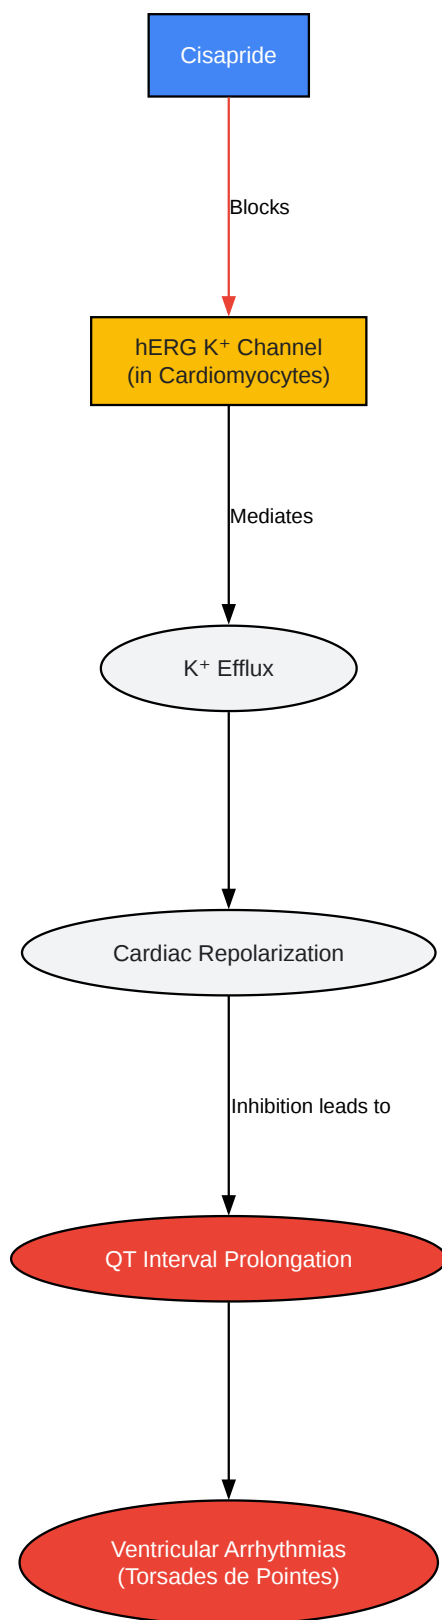 Cisapride
Blocks
hERG K⁺ Channel
(in Cardiomyocytes)
Mediates
K⁺ Efflux
Cardiac Repolarization
Inhibition leads to
QT Interval Prolongation
Ventricular Arrhythmias
(Torsades de Pointes)